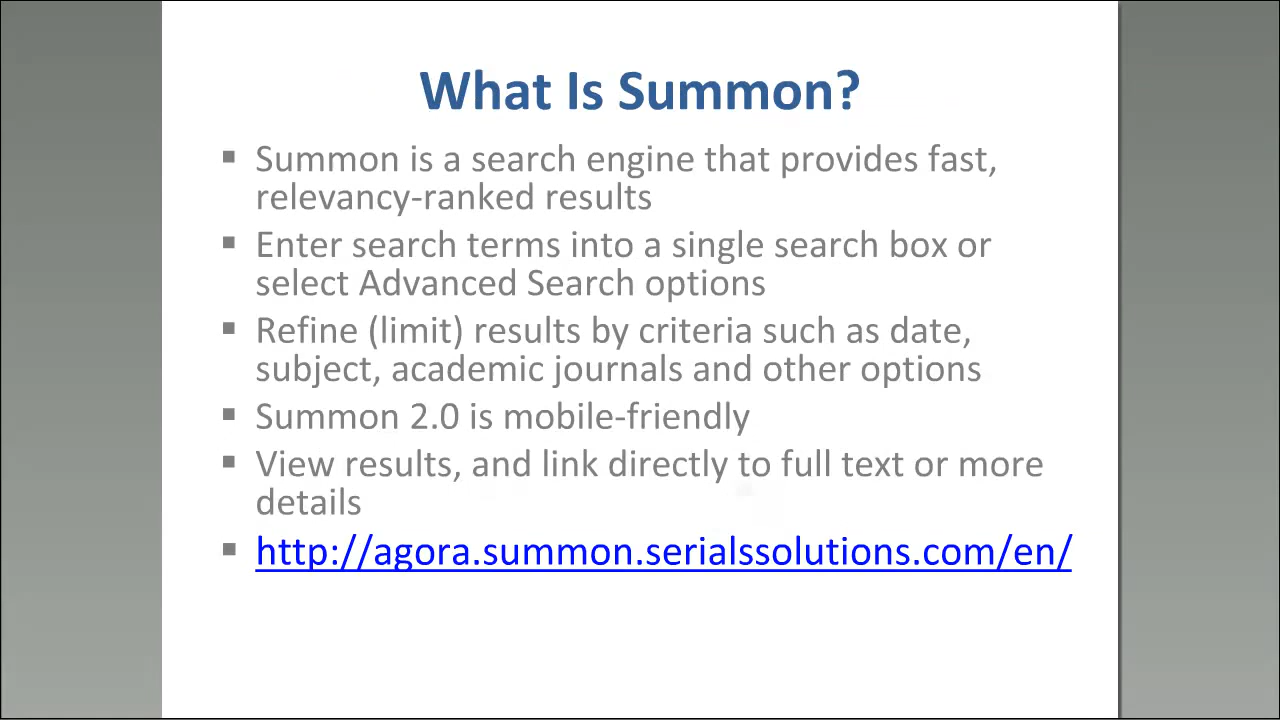 What Is Summon?
▪ Summon is a search engine that provides fast,
relevancy-ranked results
▪ Enter search terms into a single search box or
select Advanced Search options
▪ Refine (limit) results by criteria such as date,
subject, academic journals and other options
▪ Summon 2.0 is mobile-friendly
▪ View results, and link directly to full text or more
details
▪ http://agora.summon.serialssolutions.com/en/